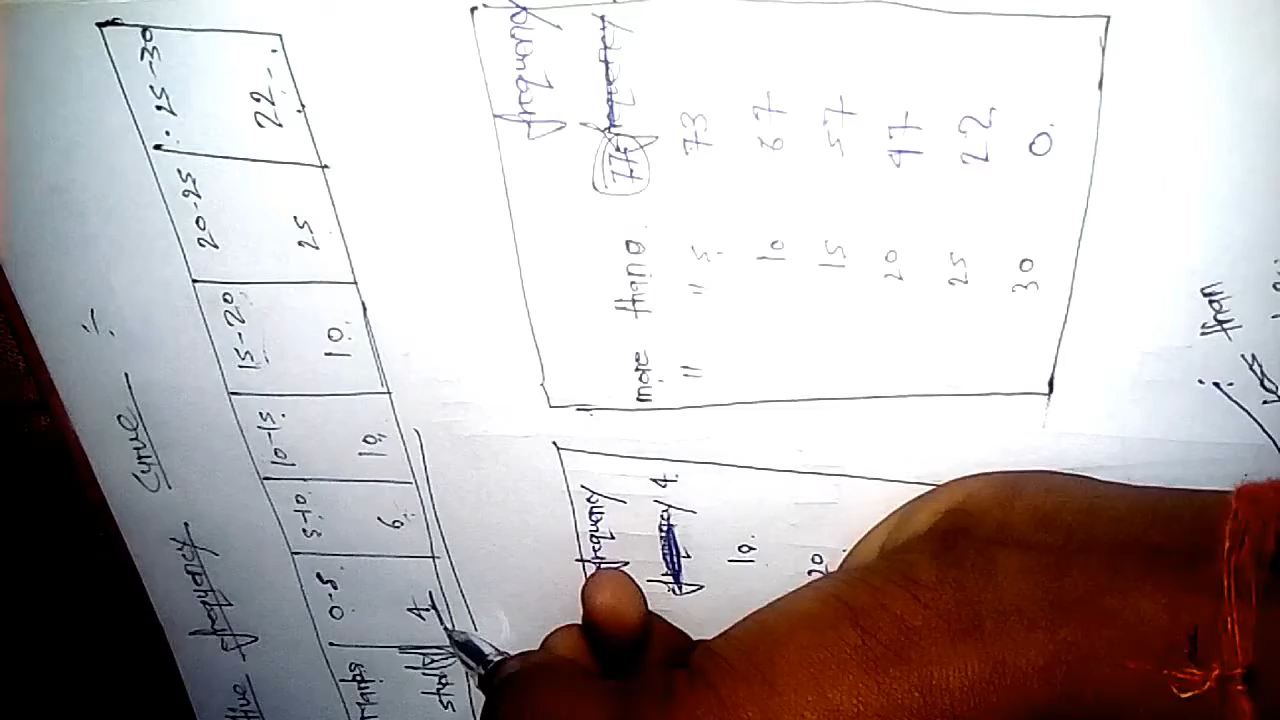 frequency curve :-
Marks 0-5 5-10 10-15 15-20 20-25 25-30
4 6 10 10 25 22
frequency
more than 0 77
" " 5 73
10 67
15 57
20 47
25 22
30 0
frequency
4
10
20
than